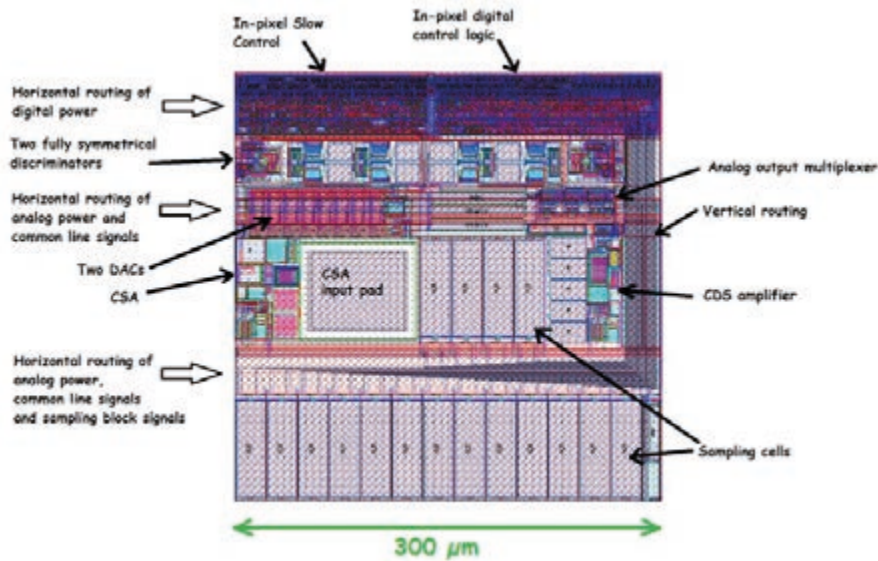 In-pixel Slow
Control
In-pixel digital
control logic
Horizontal routing of
digital power
Two fully symmetrical
discriminators
Analog output multiplexer
Horizontal routing of
analog power and
common line signals
Vertical routing
Two DACs
CSA
CSA
input pad
CDS amplifier
Horizontal routing of
analog power,
common line signals
and sampling block signals
Sampling cells
300 µm